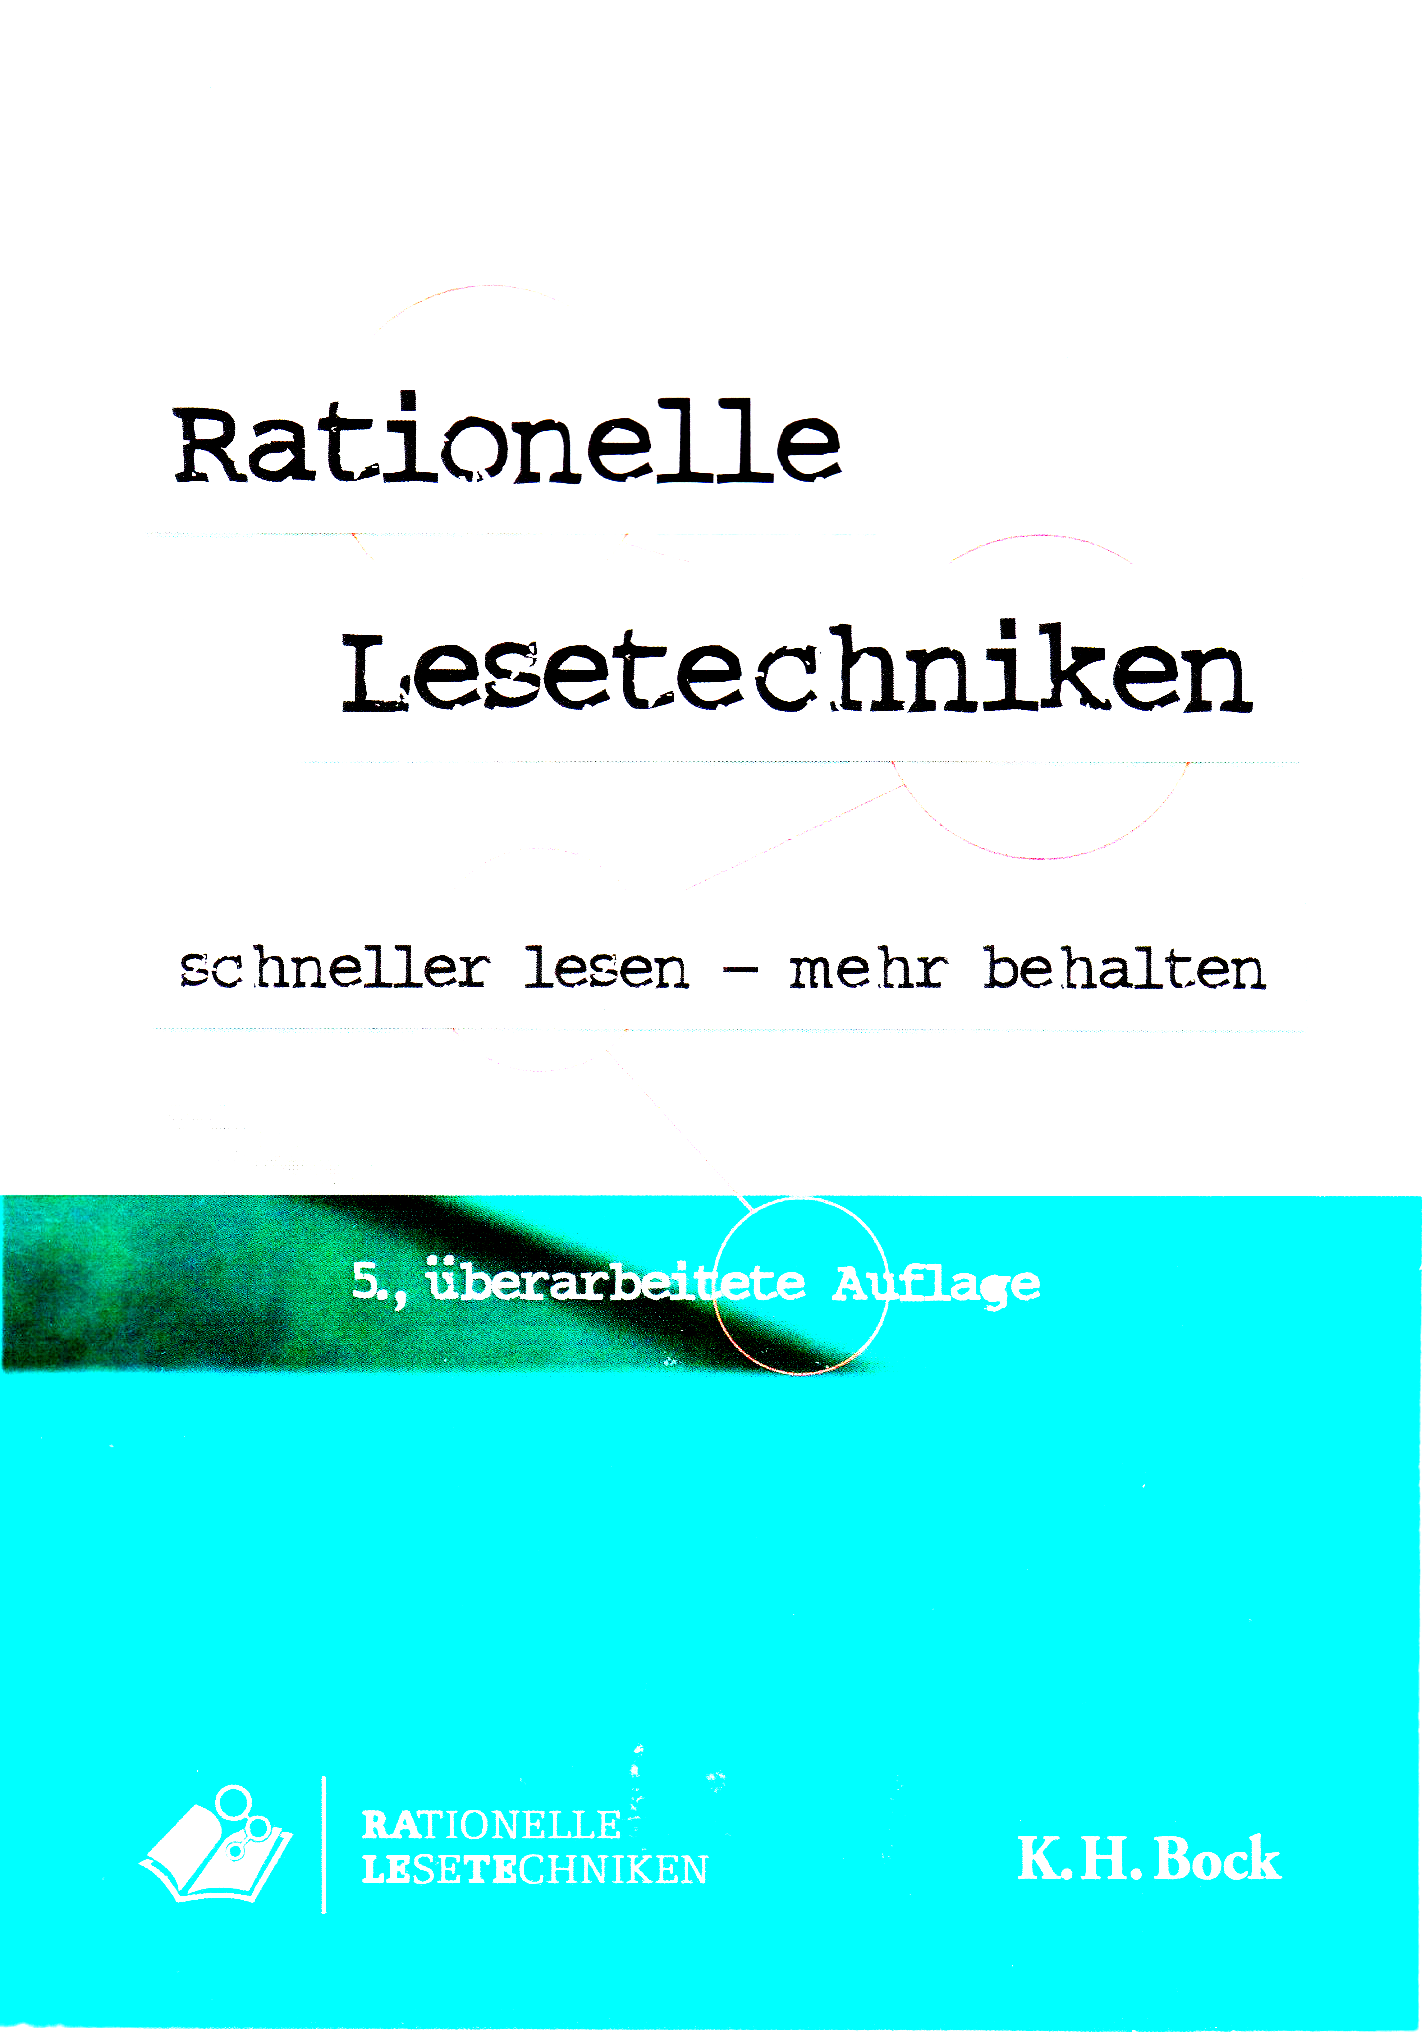 Rationelle
Lesetechniken
schneller lesen – mehr behalten
5., überarbeitete Auflage
RATIONELLE
LESETECHNIKEN
K. H. Bock